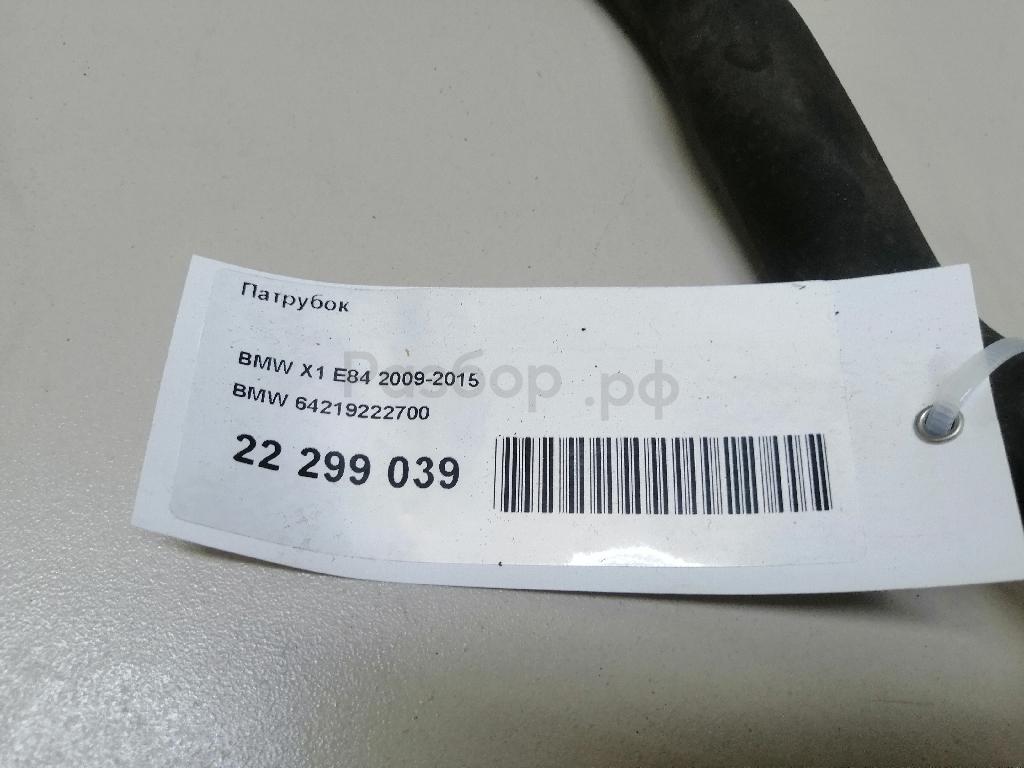 Патрубок
BMW X1 E84 2009-2015
BMW 64219222700
22 299 039
Разбор.рф